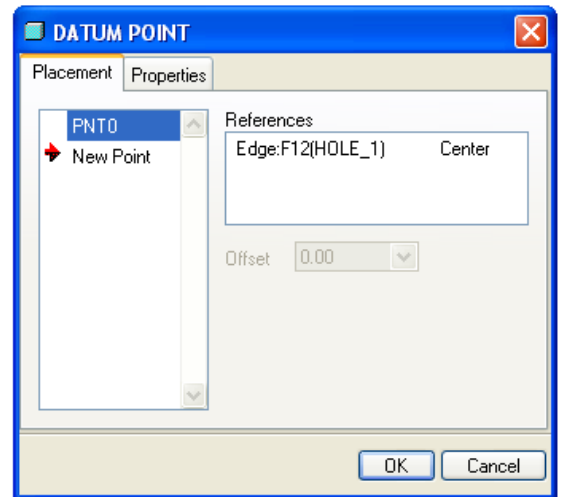 DATUM POINT
Placement Properties
PNT0
New Point
References
Edge:F12(HOLE_1) Center
Offset 0.00
OK Cancel